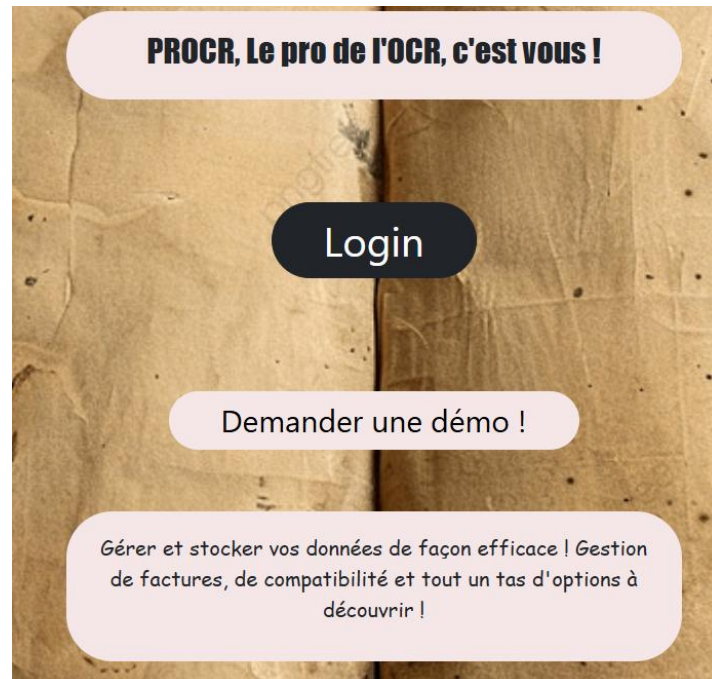 PROCR, Le pro de l'OCR, c'est vous !
Login
Demander une démo !
Gérer et stocker vos données de façon efficace ! Gestion
de factures, de compatibilité et tout un tas d'options à
découvrir !